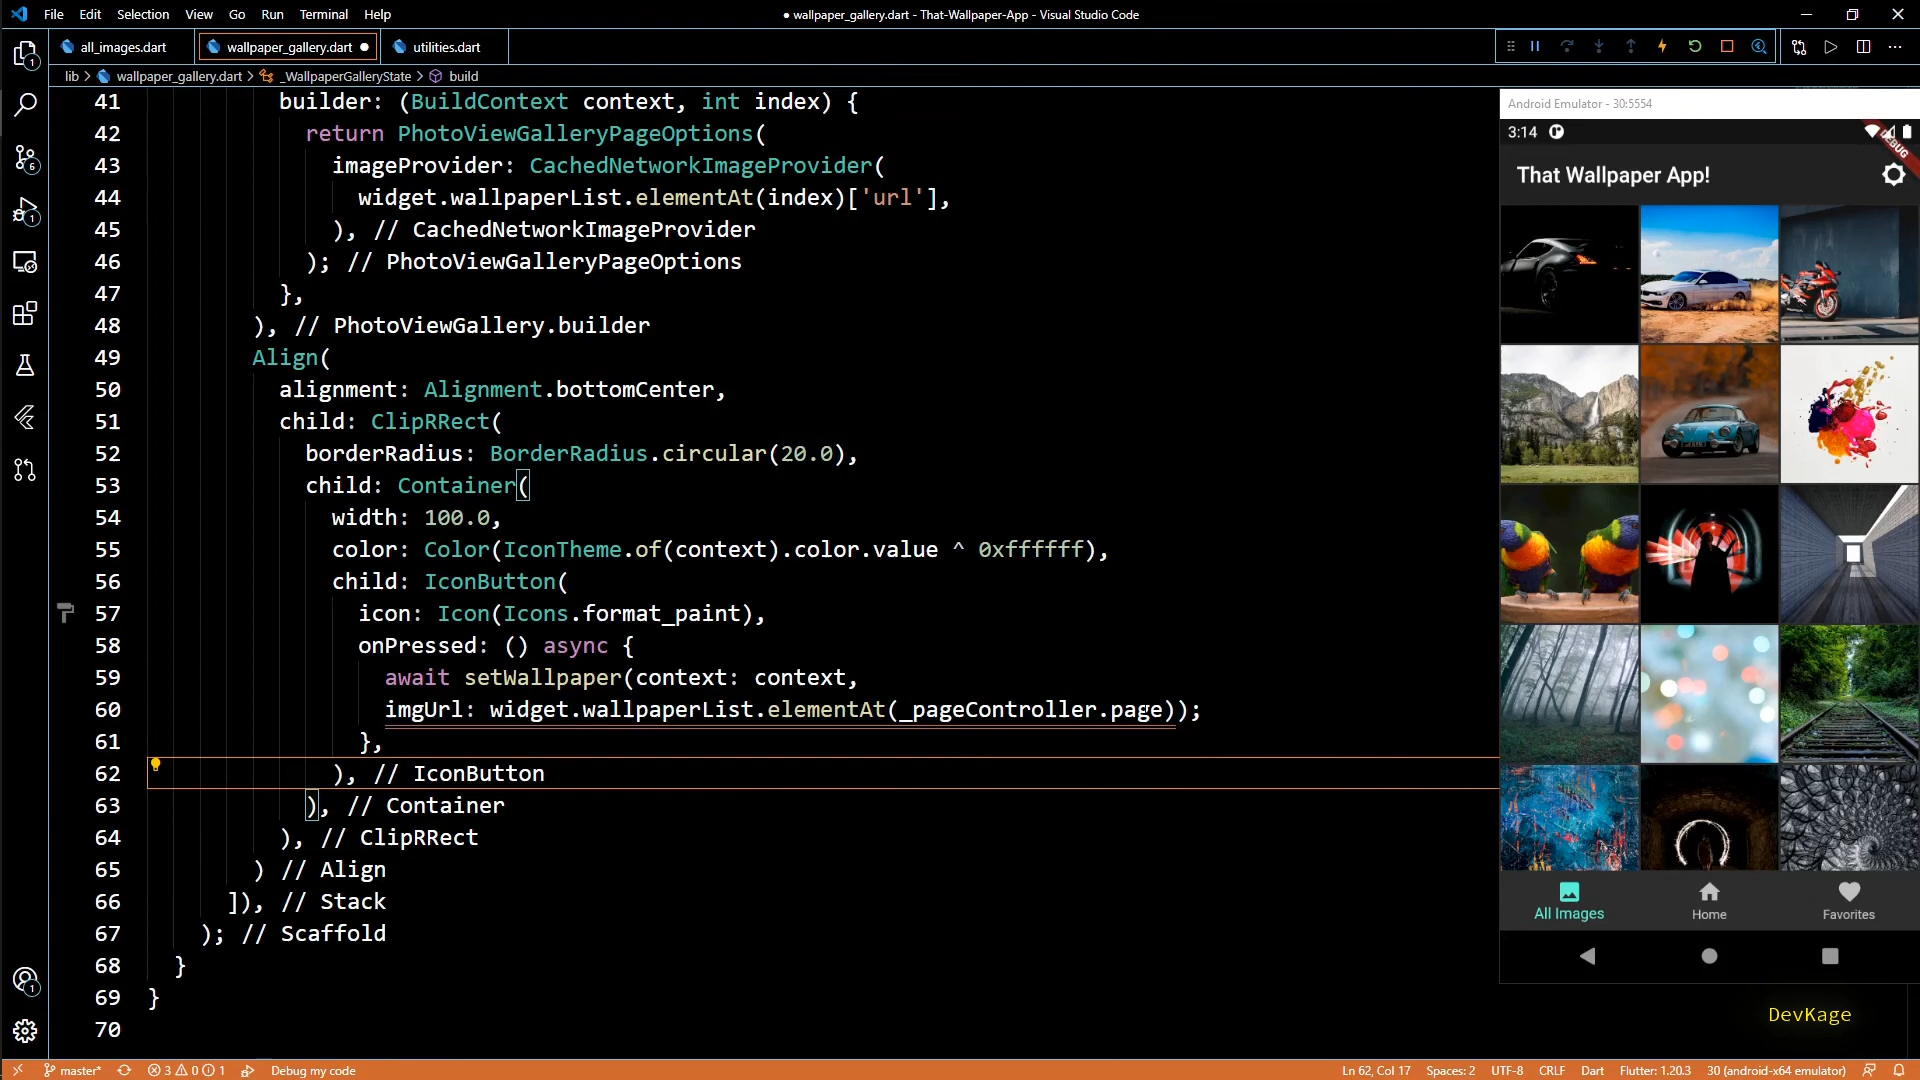 File Edit Selection View Go Run Terminal Help
● wallpaper_gallery.dart - That-Wallpaper-App - Visual Studio Code
all_images.dart
wallpaper_gallery.dart ●
utilities.dart
lib > wallpaper_gallery.dart > _WallpaperGalleryState > build
41 builder: (BuildContext context, int index) {
42 return PhotoViewGalleryPageOptions(
43 imageProvider: CachedNetworkImageProvider(
44 widget.wallpaperList.elementAt(index)['url'],
45 ), // CachedNetworkImageProvider
46 ); // PhotoViewGalleryPageOptions
47 },
48 ), // PhotoViewGallery.builder
49 Align(
50 alignment: Alignment.bottomCenter,
51 child: ClipRRect(
52 borderRadius: BorderRadius.circular(20.0),
53 child: Container(
54 width: 100.0,
55 color: Color(IconTheme.of(context).color.value ^ 0xffffff),
56 child: IconButton(
57 icon: Icon(Icons.format_paint),
58 onPressed: () async {
59 await setWallpaper(context: context,
60 imgUrl: widget.wallpaperList.elementAt(_pageController.page));
61 },
62 ), // IconButton
63 ), // Container
64 ), // ClipRRect
65 ) // Align
66 ]), // Stack
67 ); // Scaffold
68 }
69 }
70
Android Emulator - 30:5554
3:14
DEBUG
That Wallpaper App!
All Images
Home
Favorites
DevKage
1
6
1
1
master*
3 0 1
Debug my code
Ln 62, Col 17
Spaces: 2
UTF-8
CRLF
Dart
Flutter: 1.20.3
30 (android-x64 emulator)